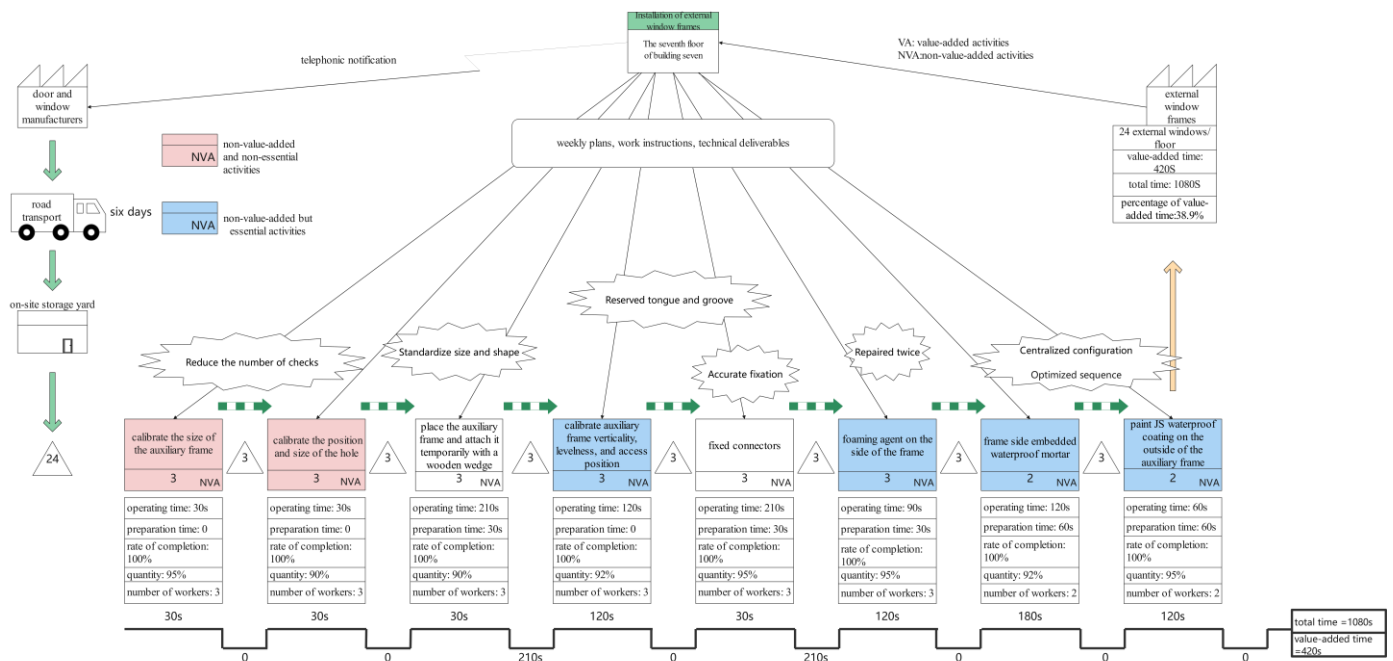 Installation of external
window frames
The seventh floor
of building seven
telephonic notification
VA: value-added activities
NVA:non-value-added activities
door and
window
manufacturers
external
window
frames
24 external windows/
floor
value-added time:
420S
total time: 1080S
percentage of value-
added time:38.9%
weekly plans, work instructions, technical deliverables
NVA
non-value-added
and non-essential
activities
NVA
non-value-added but
essential activities
road
transport
six days
on-site storage yard
Reserved tongue and groove
Reduce the number of checks
Standardize size and shape
Accurate fixation
Repaired twice
Centralized configuration
Optimized sequence
24
calibrate the size of
the auxiliary frame
3
NVA
3
calibrate the position
and size of the hole
3
NVA
3
place the auxiliary
frame and attach it
temporarily with a
wooden wedge
3
NVA
3
calibrate auxiliary
frame verticality,
levelness, and access
position
3
NVA
3
fixed connectors
3
NVA
3
foaming agent on the
side of the frame
3
NVA
3
frame side embedded
waterproof mortar
2
NVA
3
paint JS waterproof
coating on the
outside of the
auxiliary frame
2
NVA
operating time: 30s
preparation time: 0
rate of completion:
100%
quantity: 95%
number of workers: 3
operating time: 30s
preparation time: 0
rate of completion:
100%
quantity: 90%
number of workers: 3
operating time: 210s
preparation time: 30s
rate of completion:
100%
quantity: 90%
number of workers: 3
operating time: 120s
preparation time: 0
rate of completion:
100%
quantity: 92%
number of workers: 3
operating time: 210s
preparation time: 30s
rate of completion:
100%
quantity: 95%
number of workers: 3
operating time: 90s
preparation time: 30s
rate of completion:
100%
quantity: 95%
number of workers: 3
operating time: 120s
preparation time: 60s
rate of completion:
100%
quantity: 92%
number of workers: 2
operating time: 60s
preparation time: 60s
rate of completion:
100%
quantity: 95%
number of workers: 2
30s
30s
30s
120s
30s
120s
180s
120s
0
0
210s
0
210s
0
0
0
total time =1080s
value-added time
=420s